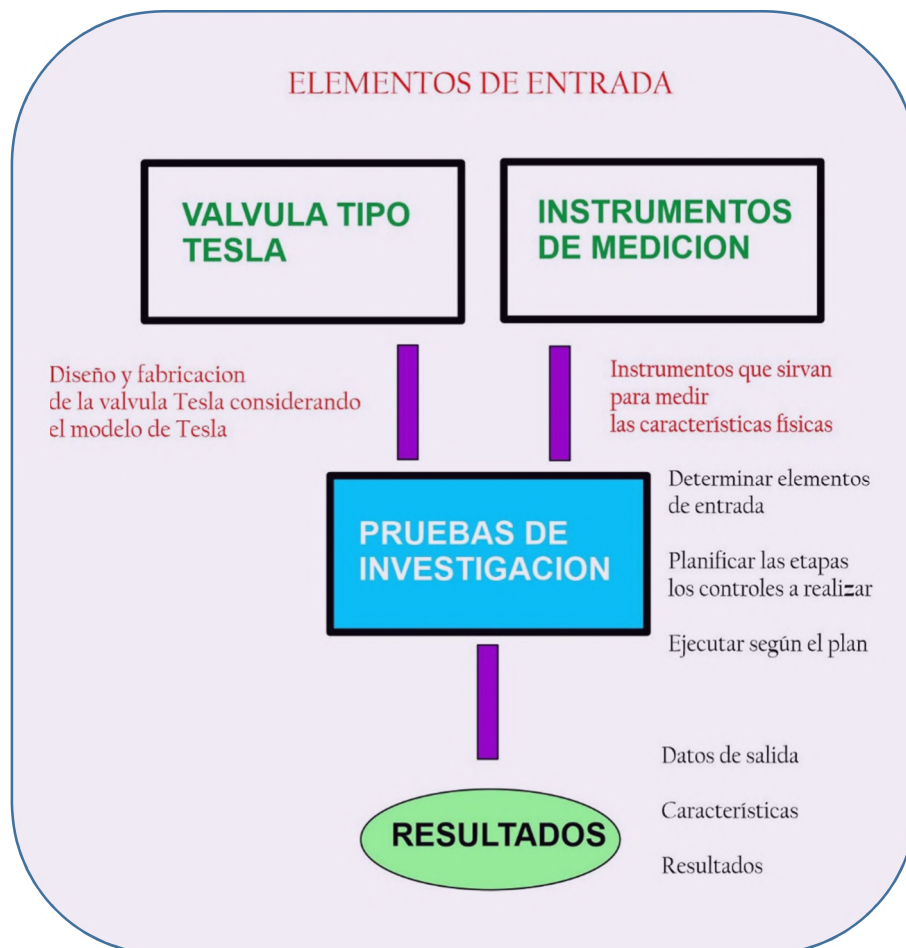 ELEMENTOS DE ENTRADA
VALVULA TIPO
TESLA
INSTRUMENTOS
DE MEDICION
Diseño y fabricacion
de la valvula Tesla considerando
el modelo de Tesla
Instrumentos que sirvan
para medir
las característícas físicas
PRUEBAS DE
INVESTIGACION
Determinar elementos
de entrada
Planificar las etapas
los controles a realizar
Ejecutar según el plan
RESULTADOS
Datos de salida
Características
Resultados